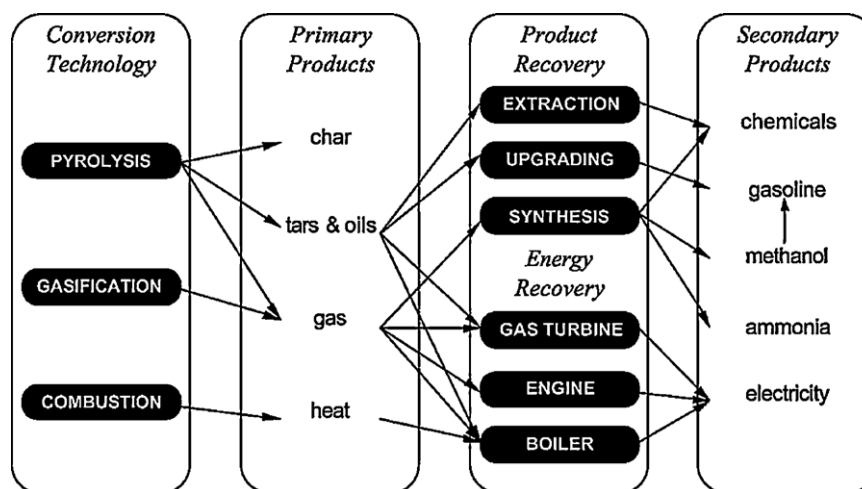 Conversion
Technology
PYROLYSIS
GASIFICATION
COMBUSTION
Primary
Products
char
tars & oils
gas
heat
Product
Recovery
EXTRACTION
UPGRADING
SYNTHESIS
Energy
Recovery
GAS TURBINE
ENGINE
BOILER
Secondary
Products
chemicals
gasoline
methanol
ammonia
electricity